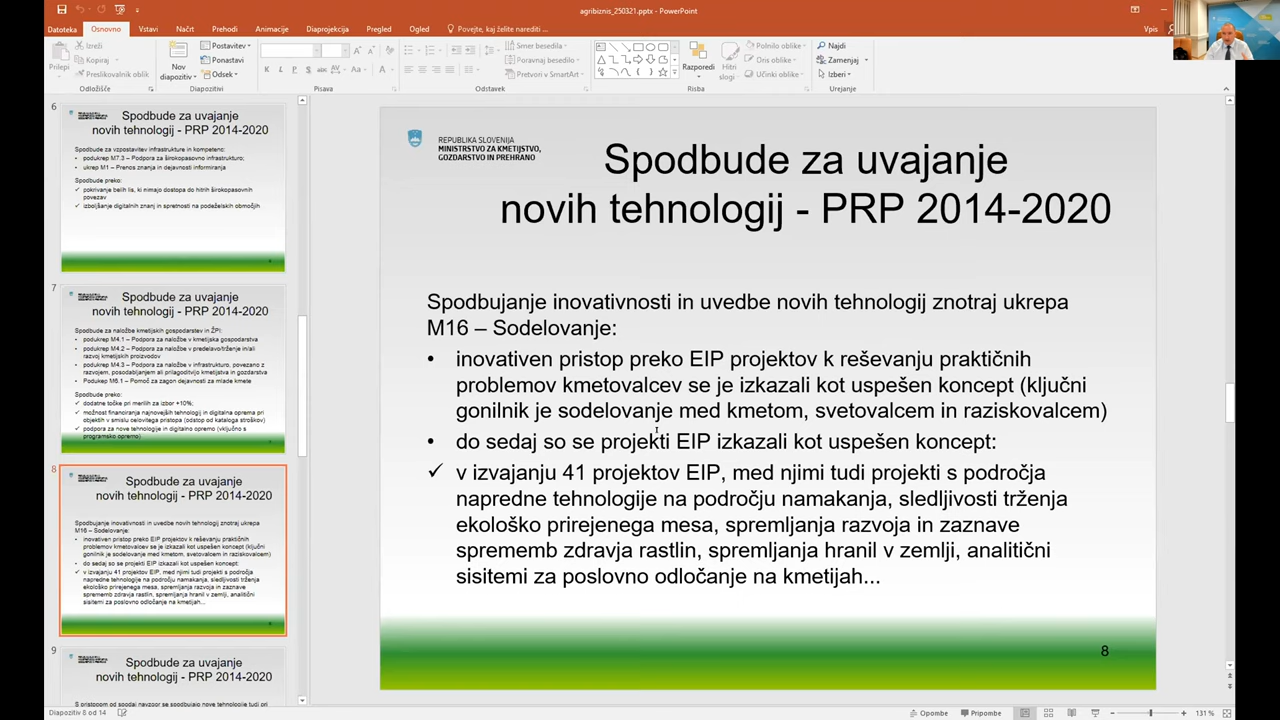 agribiznis_250321.pptx - PowerPoint
Datoteka Osnovno Vstavi Načrt Prehodi Animacije Diaprojekcija Pregled Ogled Povejte, kaj želite narediti ... Vpis
Prilepi
Izreži
Kopiraj
Preslikovalnik oblik
Odložišče
Nov
diapozitiv
Postavitev
Ponastavi
Odsek
Diapozitivi
Pisava
Smer besedila
Poravnaj besedilo
Pretvori v SmartArt
Odstavek
Razporedi
Hitri
slogi
Polnilo oblike
Oris oblike
Učinki oblike
Risba
Najdi
Zamenjaj
Izberi
Urejanje
6
Spodbude za uvajanje
novih tehnologij - PRP 2014-2020
Spodbude za vzpostavitev infrastrukture in kompetenc:
• podukrep M7.3 – Podpora za širokopasovno infrastrukturo;
• ukrep M1 – Prenos znanja in dejavnosti informiranja
Spodbude preko:
✓ pokrivanje belih lis, ki nimajo dostopa do hitrih širokopasovnih
povezav
✓ izboljšanje digitalnih znanj in spretnosti na podeželskih območjih
7
Spodbude za uvajanje
novih tehnologij - PRP 2014-2020
Spodbude za naložbe kmetijskih gospodarstev in ŽPI:
• podukrep M4.1 – Podpora za naložbe v kmetijska gospodarstva
• podukrep M4.2 – Podpora za naložbe v predelavo/trženje in/ali
razvoj kmetijskih proizvodov
• podukrep M4.3 – Podpora za naložbe v infrastrukturo, povezano z
razvojem, posodabljanjem ali prilagoditvijo kmetijstva in gozdarstva
• Podukep M6.1 – Pomoč za zagon dejavnosti za mlade kmete
Spodbude preko:
✓ dodatne točke pri merilih za izbor +10%;
✓ možnost financiranja najnovejših tehnologij in digitalna oprema pri
objektih v smislu celovitega pristopa (odstop od kataloga stroškov)
✓ podpora za nove tehnologije in digitalno opremo (vključno s
programsko opremo)
8
Spodbude za uvajanje
novih tehnologij - PRP 2014-2020
Spodbujanje inovativnosti in uvedbe novih tehnologij znotraj ukrepa
M16 – Sodelovanje:
• inovativen pristop preko EIP projektov k reševanju praktičnih
problemov kmetovalcev se je izkazali kot uspešen koncept (ključni
gonilnik je sodelovanje med kmetom, svetovalcem in raziskovalcem)
• do sedaj so se projekti EIP izkazali kot uspešen koncept:
✓ v izvajanju 41 projektov EIP, med njimi tudi projekti s področja
napredne tehnologije na področju namakanja, sledljivosti trženja
ekološko prirejenega mesa, spremljanja razvoja in zaznave
sprememb zdravja rastlin, spremljanja hranil v zemlji, analitični
sisitemi za poslovno odločanje na kmetijah...
9
Spodbude za uvajanje
novih tehnologij - PRP 2014-2020
REPUBLIKA SLOVENIJA
MINISTRSTVO ZA KMETIJSTVO,
GOZDARSTVO IN PREHRANO
Spodbude za uvajanje
novih tehnologij - PRP 2014-2020
Spodbujanje inovativnosti in uvedbe novih tehnologij znotraj ukrepa
M16 – Sodelovanje:
• inovativen pristop preko EIP projektov k reševanju praktičnih
problemov kmetovalcev se je izkazali kot uspešen koncept (ključni
gonilnik je sodelovanje med kmetom, svetovalcem in raziskovalcem)
• do sedaj so se projekti EIP izkazali kot uspešen koncept:
✓ v izvajanju 41 projektov EIP, med njimi tudi projekti s področja
napredne tehnologije na področju namakanja, sledljivosti trženja
ekološko prirejenega mesa, spremljanja razvoja in zaznave
sprememb zdravja rastlin, spremljanja hranil v zemlji, analitični
sisitemi za poslovno odločanje na kmetijah...
8
Diapozitiv 8 od 14
Opombe Pripombe 131 %